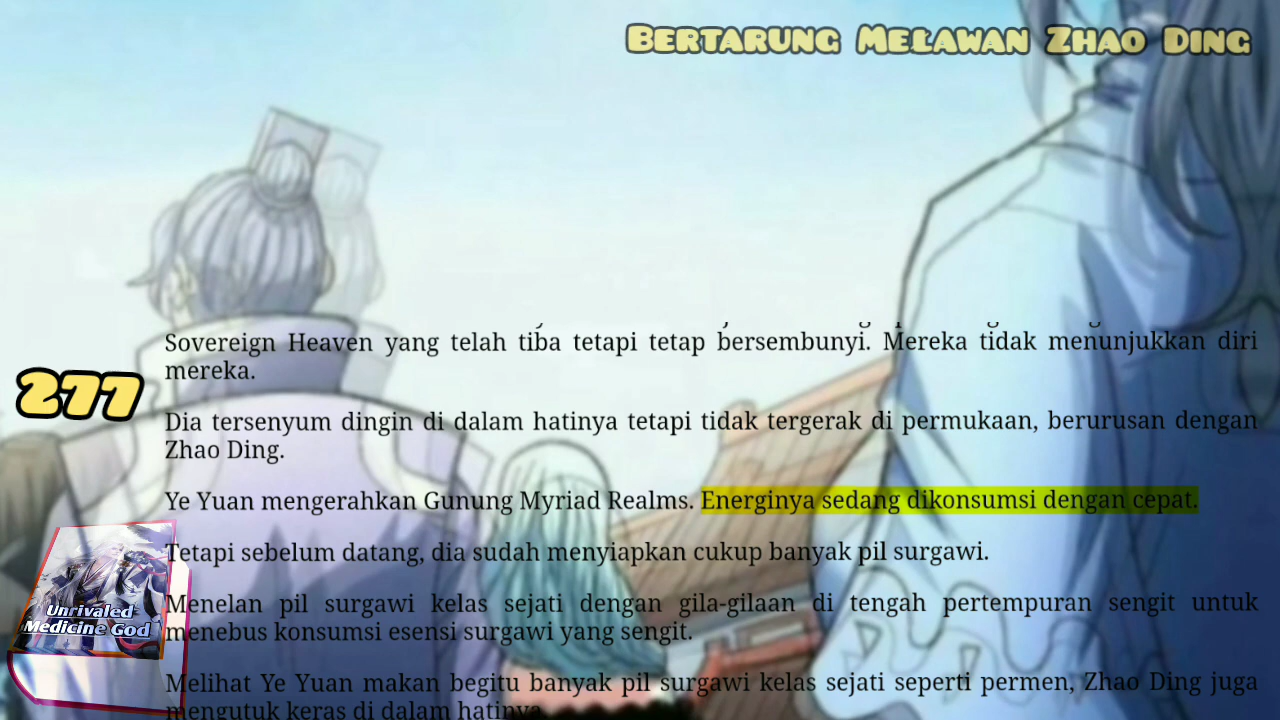 BERTARUNG MELAWAN ZHAO DING
Sovereign Heaven yang telah tiba tetapi tetap bersembunyi. Mereka tidak menunjukkan diri
mereka.
277
Dia tersenyum dingin di dalam hatinya tetapi tidak tergerak di permukaan, berurusan dengan
Zhao Ding.
Ye Yuan mengerahkan Gunung Myriad Realms. Energinya sedang dikonsumsi dengan cepat.
Tetapi sebelum datang, dia sudah menyiapkan cukup banyak pil surgawi.
Menelan pil surgawi kelas sejati dengan gila-gilaan di tengah pertempuran sengit untuk
menebus konsumsi esensi surgawi yang sengit.
Unrivaled
Medicine God
Melihat Ye Yuan makan begitu banyak pil surgawi kelas sejati seperti permen, Zhao Ding juga
mengutuk keras di dalam hatinya.